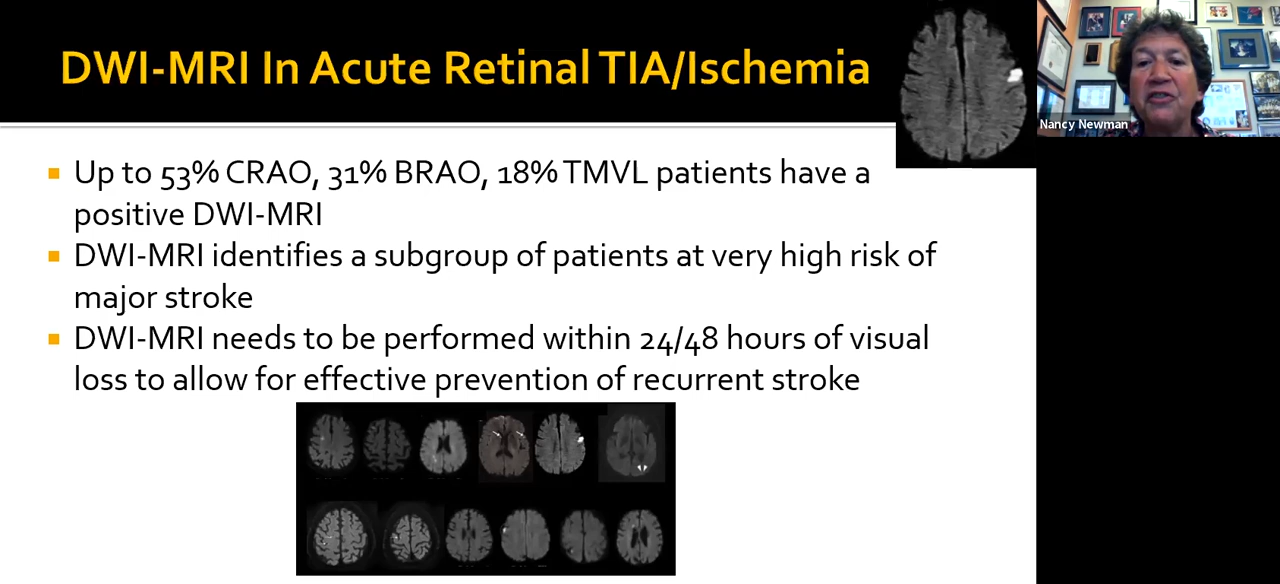 DWI-MRI In Acute Retinal TIA/Ischemia
Nancy Newman
Up to 53% CRAO, 31% BRAO, 18% TMVL patients have a
positive DWI-MRI
DWI-MRI identifies a subgroup of patients at very high risk of
major stroke
DWI-MRI needs to be performed within 24/48 hours of visual
loss to allow for effective prevention of recurrent stroke